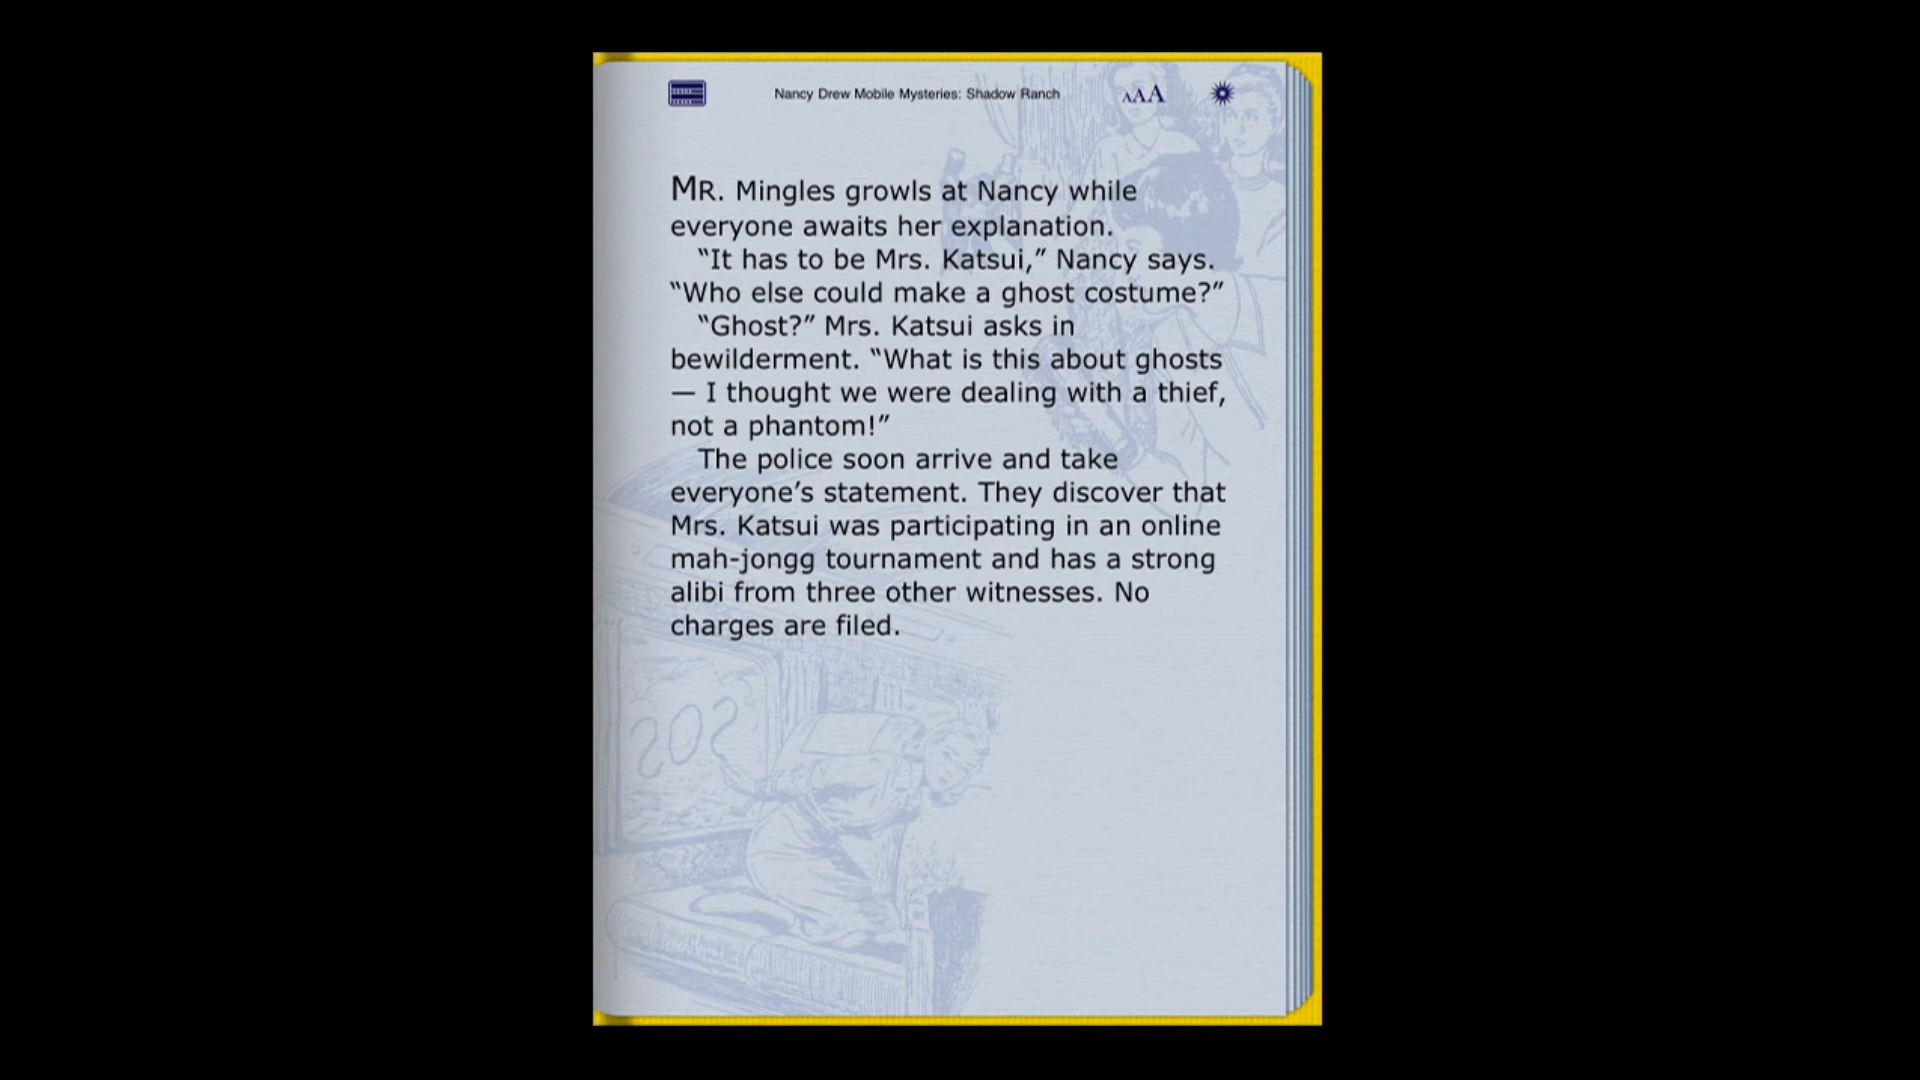 Nancy Drew Mobile Mysteries: Shadow Ranch
AAA
MR. Mingles growls at Nancy while
everyone awaits her explanation.
“It has to be Mrs. Katsui,” Nancy says.
“Who else could make a ghost costume?”
“Ghost?” Mrs. Katsui asks in
bewilderment. “What is this about ghosts
— I thought we were dealing with a thief,
not a phantom!”
The police soon arrive and take
everyone’s statement. They discover that
Mrs. Katsui was participating in an online
mah-jongg tournament and has a strong
alibi from three other witnesses. No
charges are filed.
202